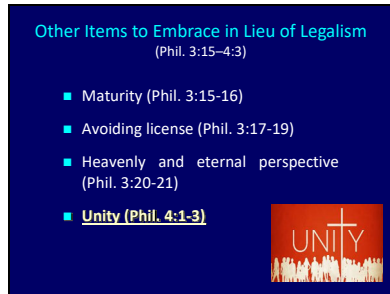 Other Items to Embrace in Lieu of Legalism
(Phil. 3:15–4:3)
■ Maturity (Phil. 3:15-16)
■ Avoiding license (Phil. 3:17-19)
■ Heavenly and eternal perspective
(Phil. 3:20-21)
■ Unity (Phil. 4:1-3)
UNITY